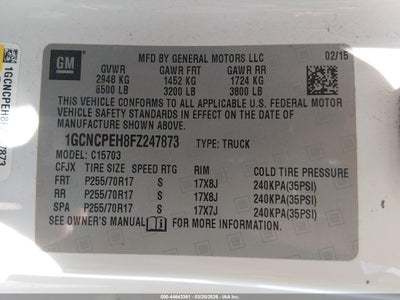 GM
MFD BY GENERAL MOTORS LLC 02/15
GVWR GAWR FRT GAWR RR
2948 KG 1452 KG 1724 KG
6500 LB 3200 LB 3800 LB
THIS VEHICLE CONFORMS TO ALL APPLICABLE U.S. FEDERAL MOTOR
VEHICLE SAFETY STANDARDS IN EFFECT ON THE DATE OF
MANUFACTURE SHOWN ABOVE.
1GCNCPEH8FZ247873 TYPE: TRUCK
MODEL: C15703
CFJX TIRE SIZE SPEED RTG RIM COLD TIRE PRESSURE
FRT P255/70R17 S 17X8J 240KPA(35PSI)
RR P255/70R17 S 17X8J 240KPA(35PSI)
SPA P255/70R17 S 17X7J 240KPA(35PSI)
SEE OWNER'S MANUAL FOR MORE INFORMATION.
1GCNCPEH8FZ247873